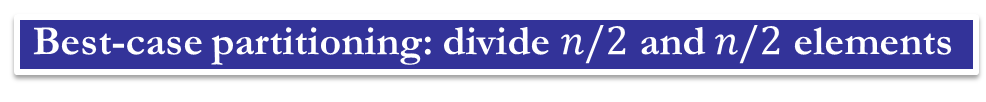 Best-case partitioning: divide n/2 and n/2 elements